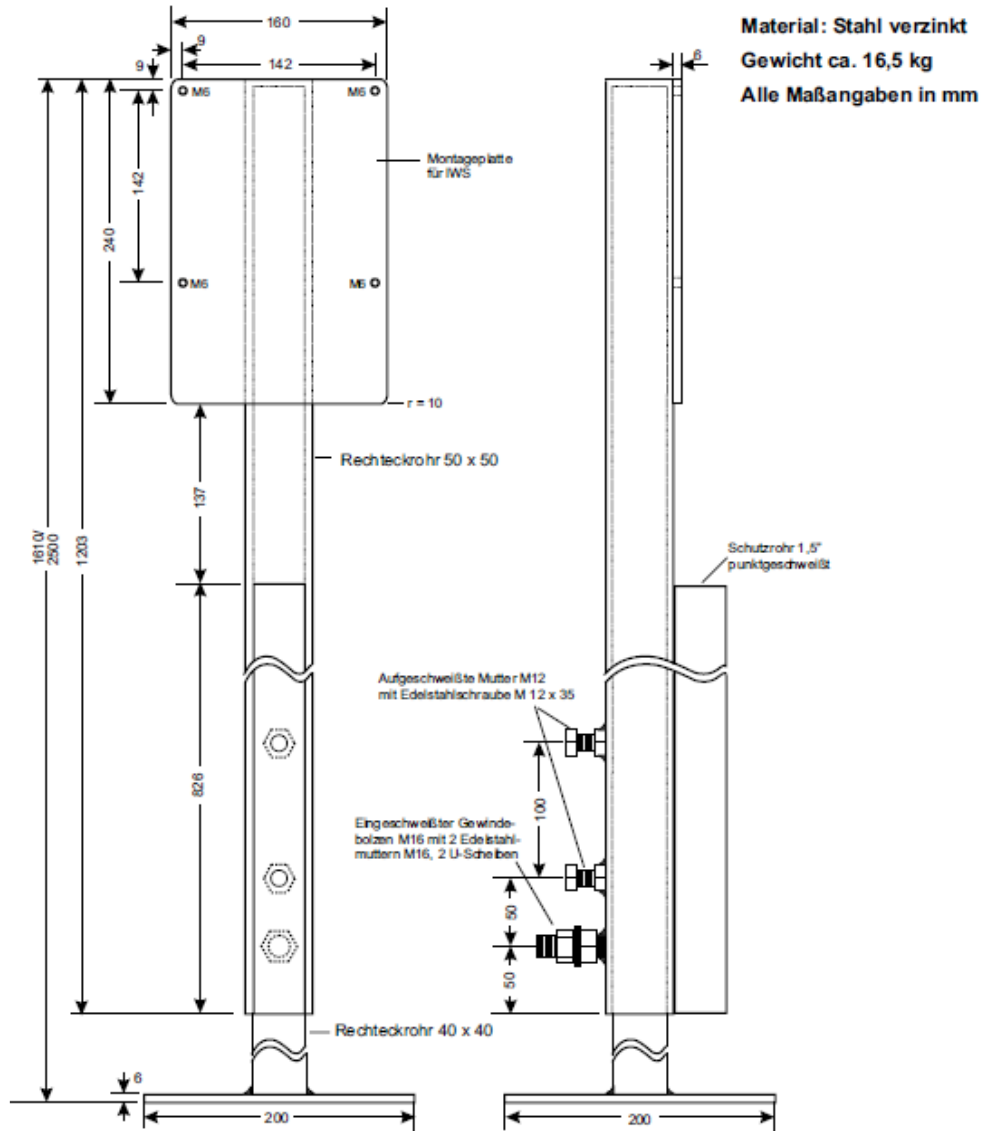 160
Material: Stahl verzinkt
Gewicht ca. 16,5 kg
Alle Maßangaben in mm
9
6
9
142
M6
M6
Montageplatte
für IWS
142
240
M6
M6
r = 10
Rechteckrohr 50 x 50
137
1610/
2500
1203
Schutzrohr 1,5"
punktgeschweißt
Aufgeschweißte Mutter M12
mit Edelstahlschraube M 12 x 35
826
100
Eingeschweißter Gewinde-
bolzen M16 mit 2 Edelstahl-
muttern M16, 2 U-Scheiben
50
50
Rechteckrohr 40 x 40
6
200
200